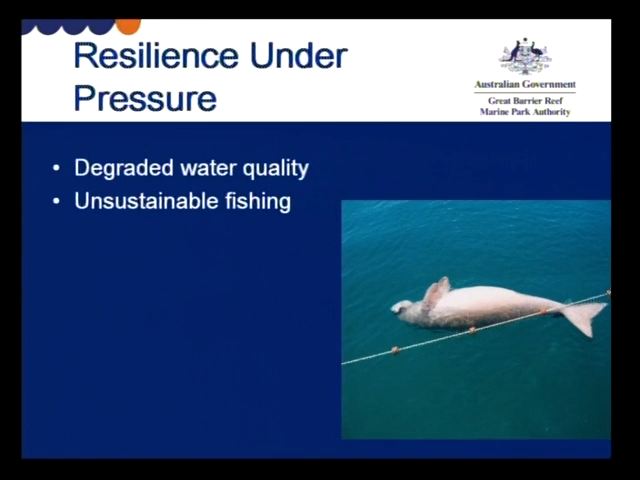 Resilience Under
Pressure
Australian Government
Great Barrier Reef
Marine Park Authority
• Degraded water quality
• Unsustainable fishing